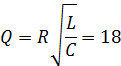 Q = R√(L/C) = 18